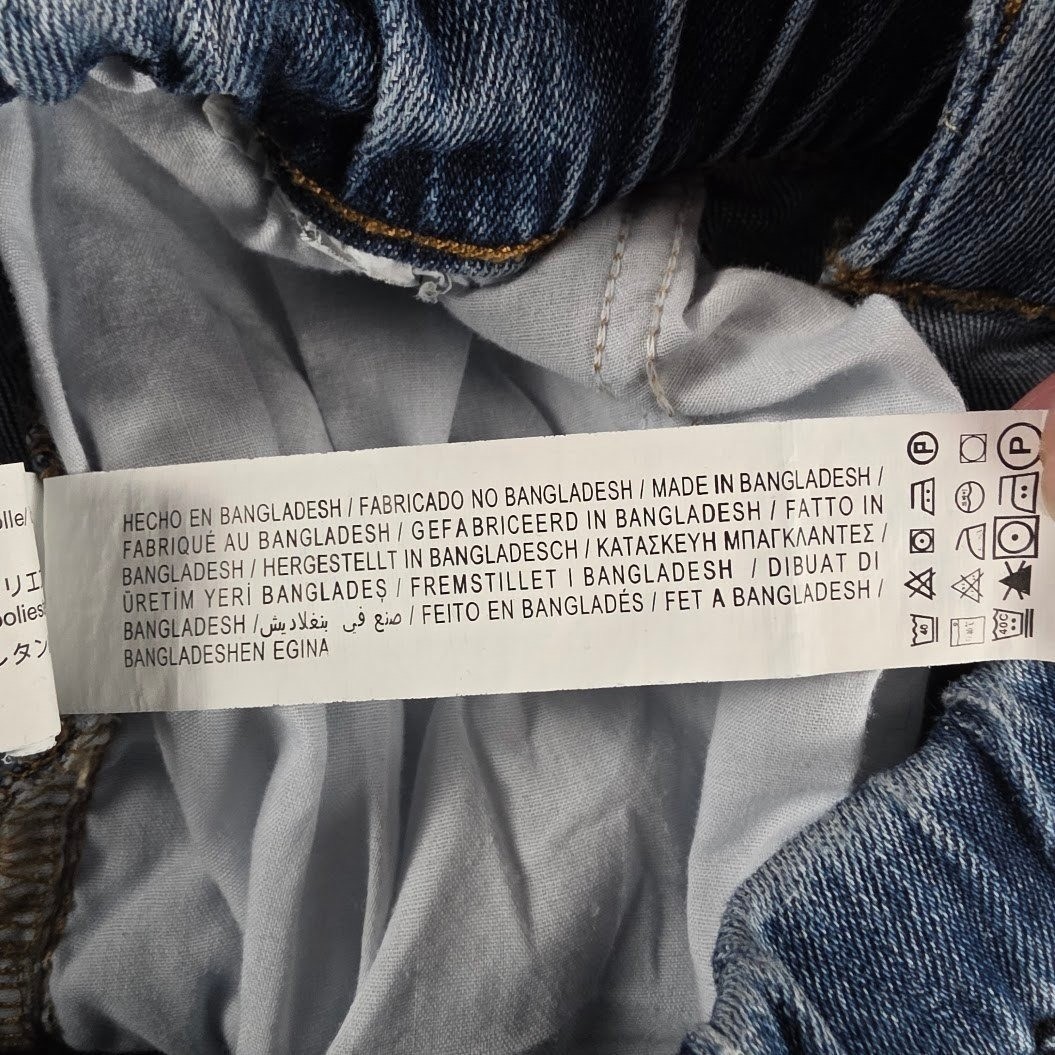 HECHO EN BANGLADESH / FABRICADO NO BANGLADESH / MADE IN BANGLADESH /
FABRIQUÉ AU BANGLADESH / GEFABRICEERD IN BANGLADESH / FATTO IN
BANGLADESH / HERGESTELLT IN BANGLADESCH / ΚΑΤΑΣΚΕΥΗ ΜΠΑΓΚΛΑΝΤΕΣ /
ÜRETİM YERİ BANGLADEŞ / FREMSTILLET I BANGLADESH / DIBUAT DI
BANGLADESH / صنع في بنغلاديش / FEITO EN BANGLADÉS / FET A BANGLADESH /
BANGLADESHEN EGINA
P
P
40
40C